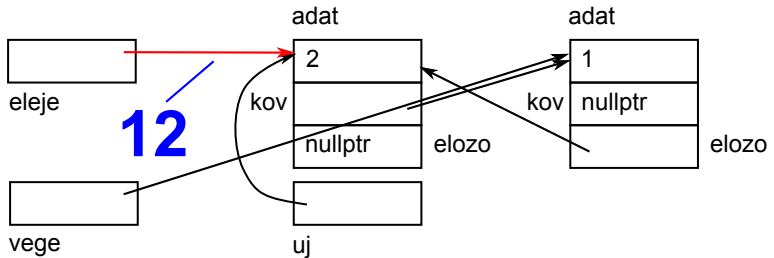 adat adat
2 1
eleje
12
kov kov nullptr
nullptr elozo elozo
vege uj